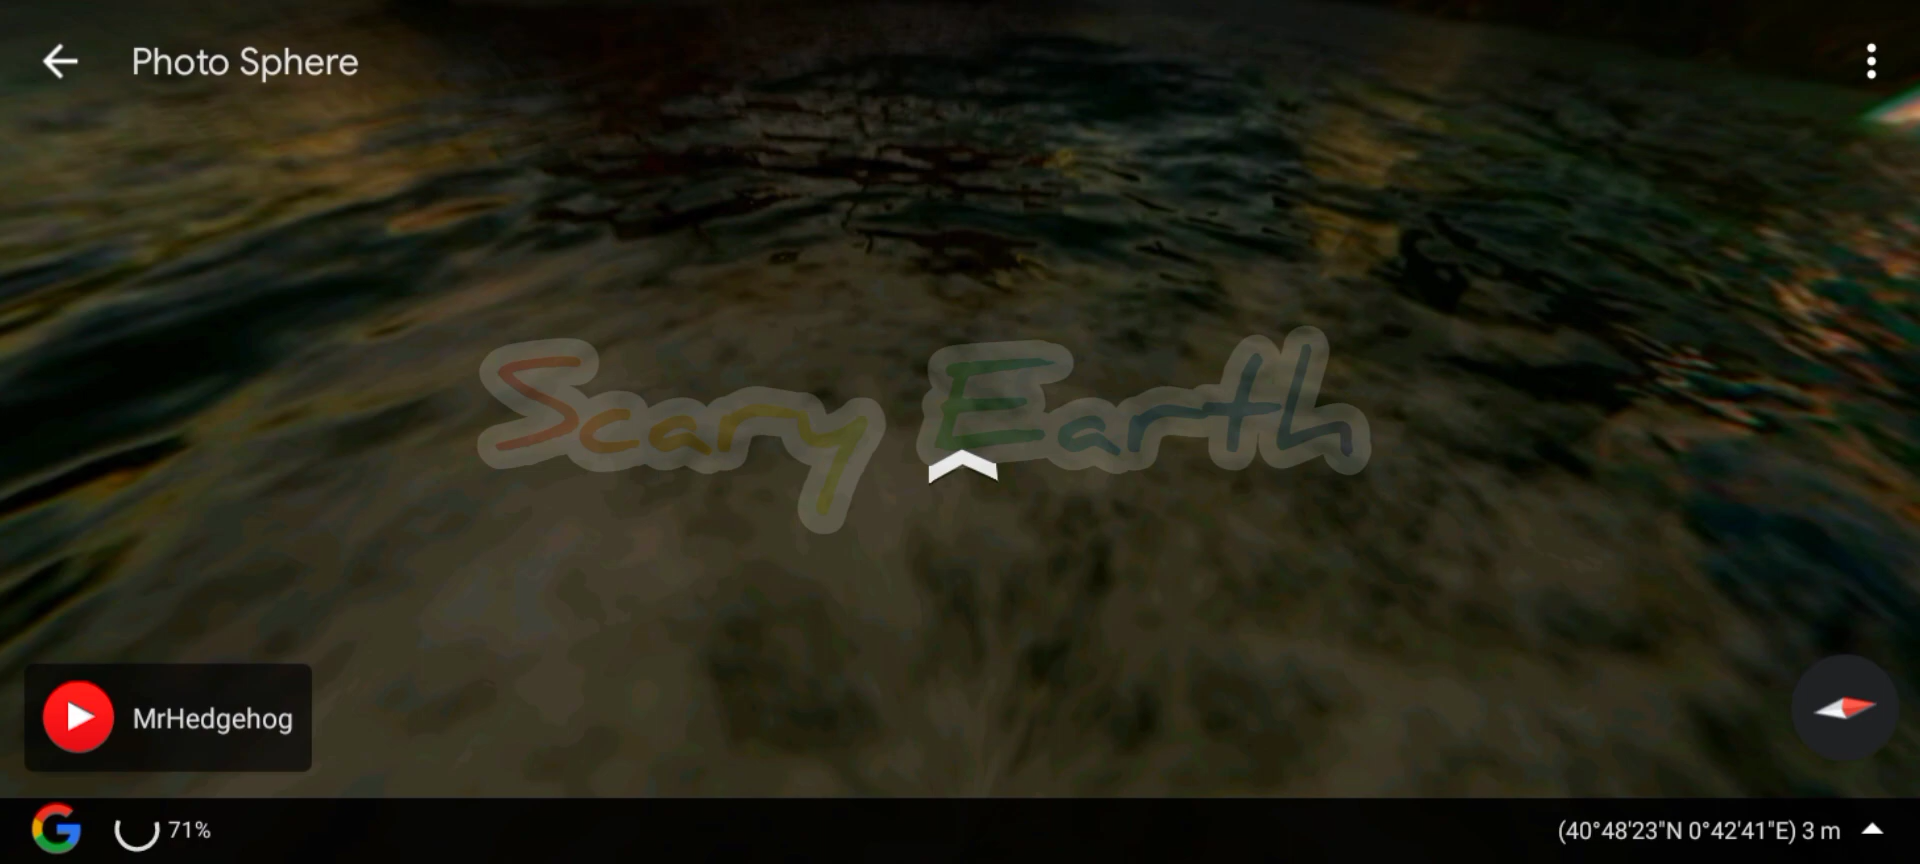 Photo Sphere
Scary Earth
MrHedgehog
G 71% (40°48'23"N 0°42'41"E) 3 m